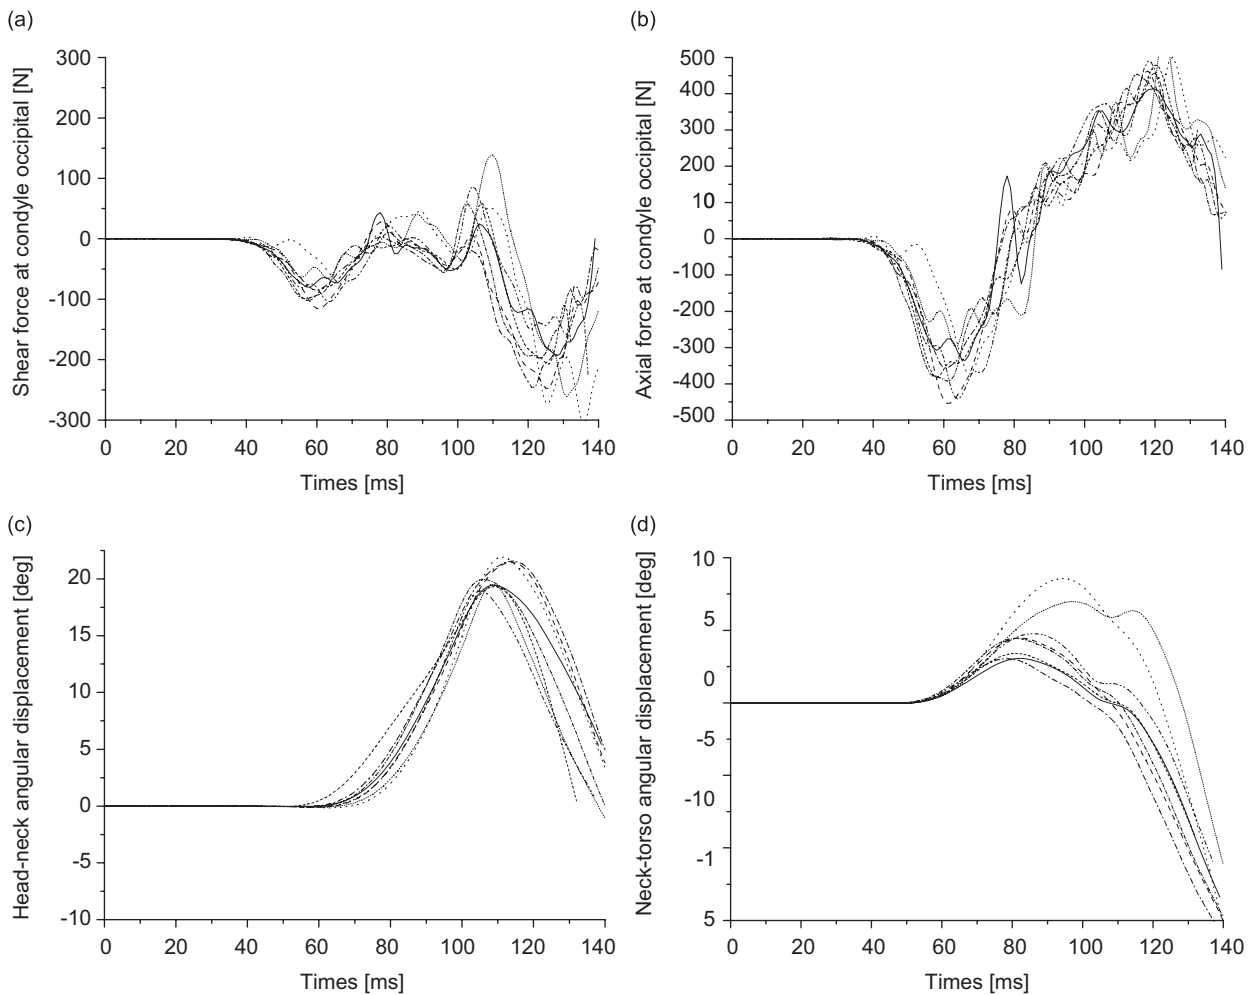 (a)
Shear force at condyle occipital [N]
300
200
100
0
-100
-200
-300
0 20 40 60 80 100 120 140
Times [ms]
(b)
Axial force at condyle occipital [N]
500
400
300
200
10
0
-100
-200
-300
-400
-500
0 20 40 60 80 100 120 140
Times [ms]
(c)
Head-neck angular displacement [deg]
20
15
10
5
0
-5
-10
0 20 40 60 80 100 120 140
Times [ms]
(d)
Neck-torso angular displacement [deg]
10
5
0
-5
-10
-1
5
0 20 40 60 80 100 120 140
Times [ms]